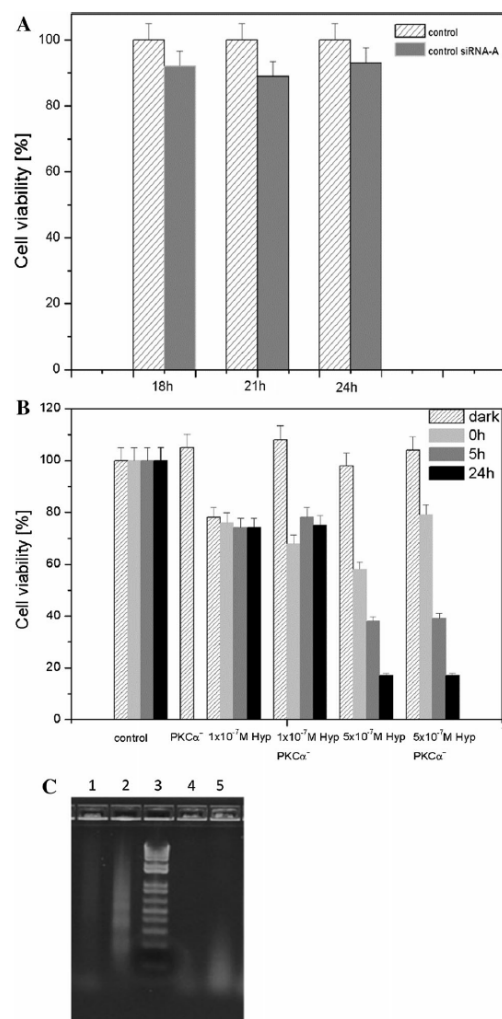 A
control
control siRNA-A
Cell viability [%]
100
80
60
40
20
0
18h 21h 24h
B
dark
0h
5h
24h
Cell viability [%]
120
100
80
60
40
20
0
control PKCα⁻ 1x10⁻⁷M Hyp 1x10⁻⁷M Hyp 5x10⁻⁷M Hyp 5x10⁻⁷M Hyp
PKCα⁻ PKCα⁻
C
1 2 3 4 5